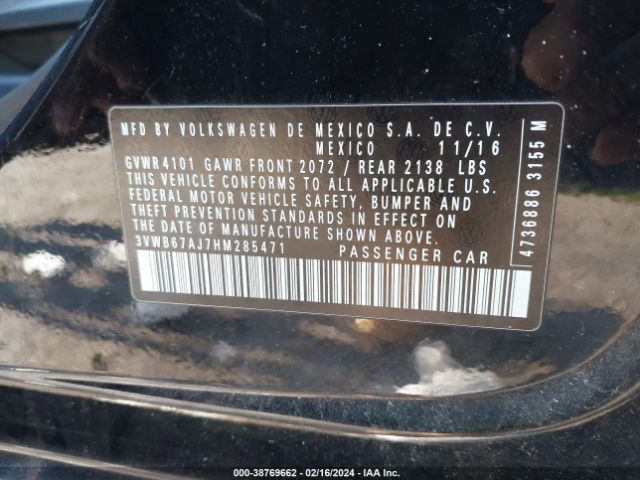 MFD BY VOLKSWAGEN DE MEXICO S.A. DE C.V.
MEXICO 11/16
GVWR 4101 GAWR FRONT 2072 / REAR 2138 LBS
THIS VEHICLE CONFORMS TO ALL APPLICABLE U.S.
FEDERAL MOTOR VEHICLE SAFETY, BUMPER AND
THEFT PREVENTION STANDARDS IN EFFECT ON
THE DATE OF MANUFACTURE SHOWN ABOVE.
3VWB67AJ7HM285471 PASSENGER CAR
4736886 3155 M
000-38769662 - 02/16/2024 - IAA Inc.